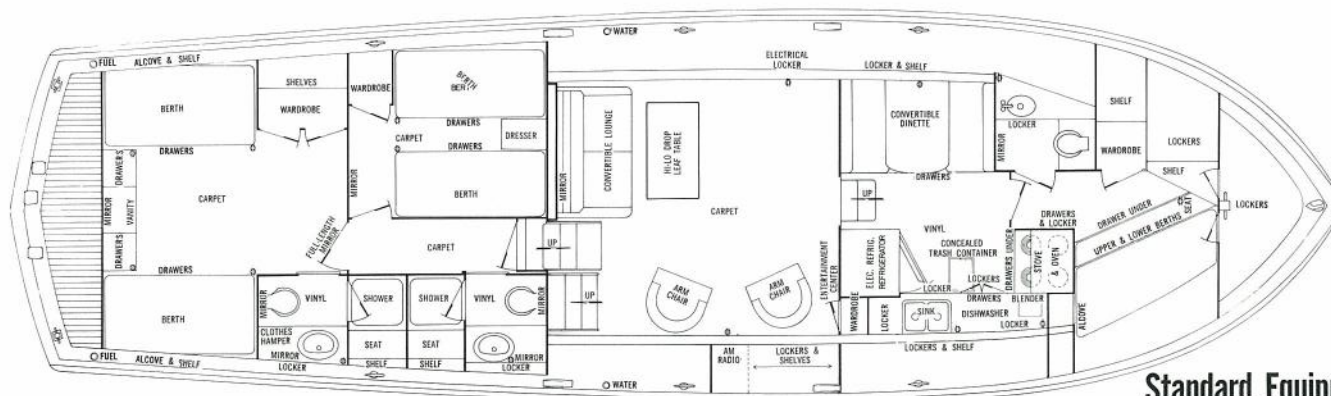 FUEL
ALCOVE & SHELF
WATER
ELECTRICAL
LOCKER
LOCKER & SHELF
BERTH
SHELVES
WARDROBE
WARDROBE
BERTH
DRAWERS
DRESSER
CARPET
DRAWERS
DRAWERS
BERTH
MIRROR
CONVERTIBLE LOUNGE
MIRROR
HI-LO DROP
LEAF TABLE
CONVERTIBLE
DINETTE
DRAWERS
MIRROR
LOCKER
SHELF
WARDROBE
LOCKERS
SHELF
SEAT
LOCKERS
DRAWER UNDER
UPPER & LOWER BERTHS
DRAWERS
MIRROR
VANITY
DRAWERS
CARPET
FULL LENGTH
MIRROR
CARPET
UP
UP
CARPET
UP
VINYL
DRAWERS
& LOCKER
DRAWERS
BERTH
MIRROR
VINYL
SHOWER
SHOWER
VINYL
MIRROR
ARM
CHAIR
ARM
CHAIR
ENTERTAINMENT
CENTER
ELEC. REFRIG.
REFRIGERATOR
CONCEALED
TRASH CONTAINER
LOCKERS
DRAWERS UNDER
STOVE
& OVEN
LOCKER
DRAWERS
BLENDER
WARDROBE
LOCKER
SINK
DISHWASHER
LOCKER
ALCOVE
CLOTHES
HAMPER
MIRROR
LOCKER
SEAT
SHELF
SEAT
SHELF
MIRROR
LOCKER
FUEL
ALCOVE & SHELF
WATER
AM
RADIO
LOCKERS &
SHELVES
LOCKERS & SHELF
Standard Equip